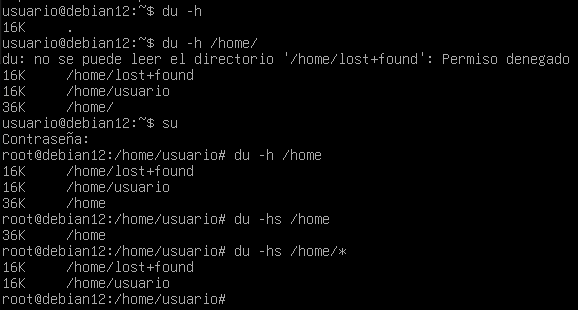 usuario@debian12:~$ du -h
16K     .
usuario@debian12:~$ du -h /home/
du: no se puede leer el directorio '/home/lost+found': Permiso denegado
16K     /home/lost+found
16K     /home/usuario
36K     /home/
usuario@debian12:~$ su
Contraseña:
root@debian12:/home/usuario# du -h /home
16K     /home/lost+found
16K     /home/usuario
36K     /home
root@debian12:/home/usuario# du -hs /home
36K     /home
root@debian12:/home/usuario# du -hs /home/*
16K     /home/lost+found
16K     /home/usuario
root@debian12:/home/usuario#